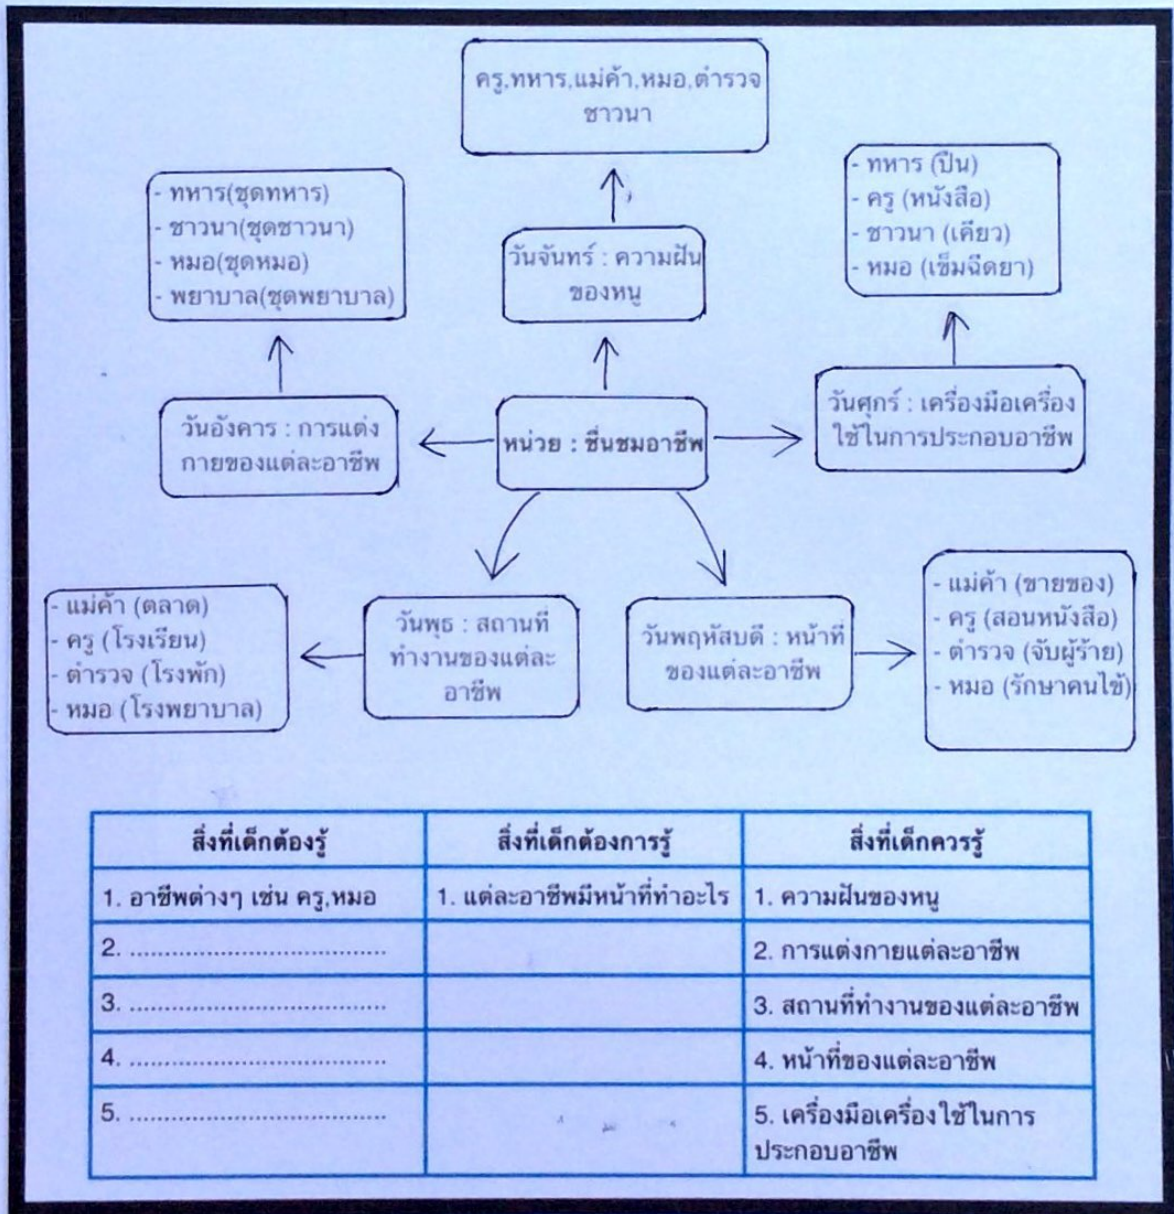 ครู,ทหาร,แม่ค้า,หมอ,ตำรวจ
ชาวนา
- ทหาร(ชุดทหาร)
- ชาวนา(ชุดชาวนา)
- หมอ(ชุดหมอ)
- พยาบาล(ชุดพยาบาล)
วันจันทร์ : ความฝัน
ของหนู
- ทหาร (ปืน)
- ครู (หนังสือ)
- ชาวนา (เคียว)
- หมอ (เข็มฉีดยา)
วันอังคาร : การแต่ง
กายของแต่ละอาชีพ
หน่วย : ชื่นชมอาชีพ
วันศุกร์ : เครื่องมือเครื่อง
ใช้ในการประกอบอาชีพ
- แม่ค้า (ตลาด)
- ครู (โรงเรียน)
- ตำรวจ (โรงพัก)
- หมอ (โรงพยาบาล)
วันพุธ : สถานที่
ทำงานของแต่ละ
อาชีพ
วันพฤหัสบดี : หน้าที่
ของแต่ละอาชีพ
- แม่ค้า (ขายของ)
- ครู (สอนหนังสือ)
- ตำรวจ (จับผู้ร้าย)
- หมอ (รักษาคนไข้)
สิ่งที่เด็กต้องรู้ สิ่งที่เด็กต้องการรู้ สิ่งที่เด็กควรรู้
1. อาชีพต่างๆ เช่น ครู,หมอ 1. แต่ละอาชีพมีหน้าที่ทำอะไร 1. ความฝันของหนู
2. .................................... 2. การแต่งกายแต่ละอาชีพ
3. .................................... 3. สถานที่ทำงานของแต่ละอาชีพ
4. .................................... 4. หน้าที่ของแต่ละอาชีพ
5. .................................... 5. เครื่องมือเครื่องใช้ในการ
ประกอบอาชีพ